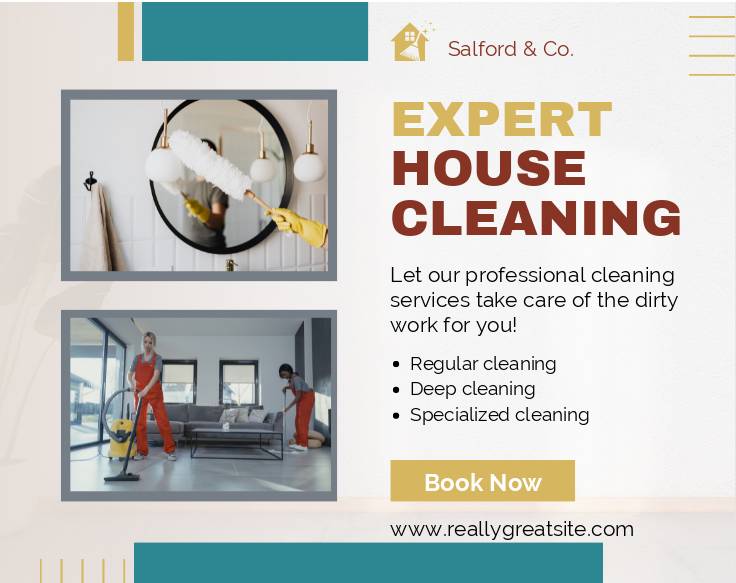 Salford & Co.
EXPERT
HOUSE
CLEANING
Let our professional cleaning
services take care of the dirty
work for you!
• Regular cleaning
• Deep cleaning
• Specialized cleaning
Book Now
www.reallygreatsite.com